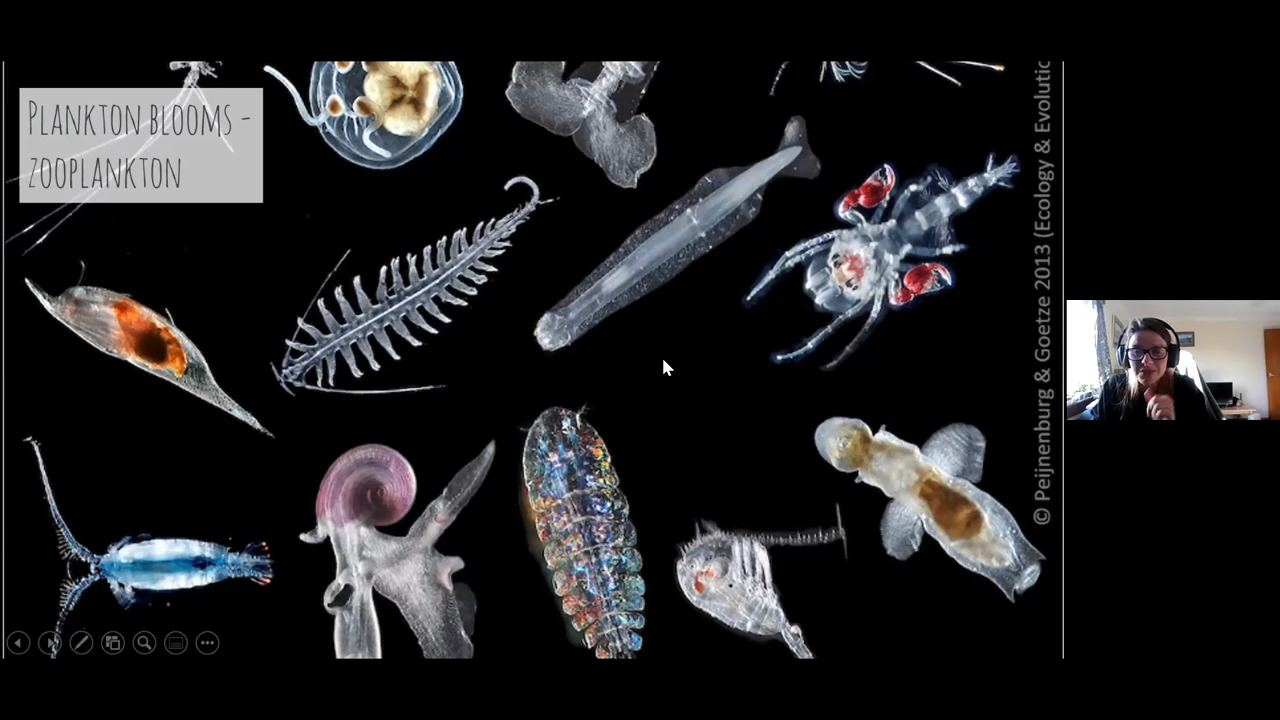 PLANKTON BLOOMS -
ZOOPLANKTON
© Peijnenburg & Goetze 2013 (Ecology & Evolutio